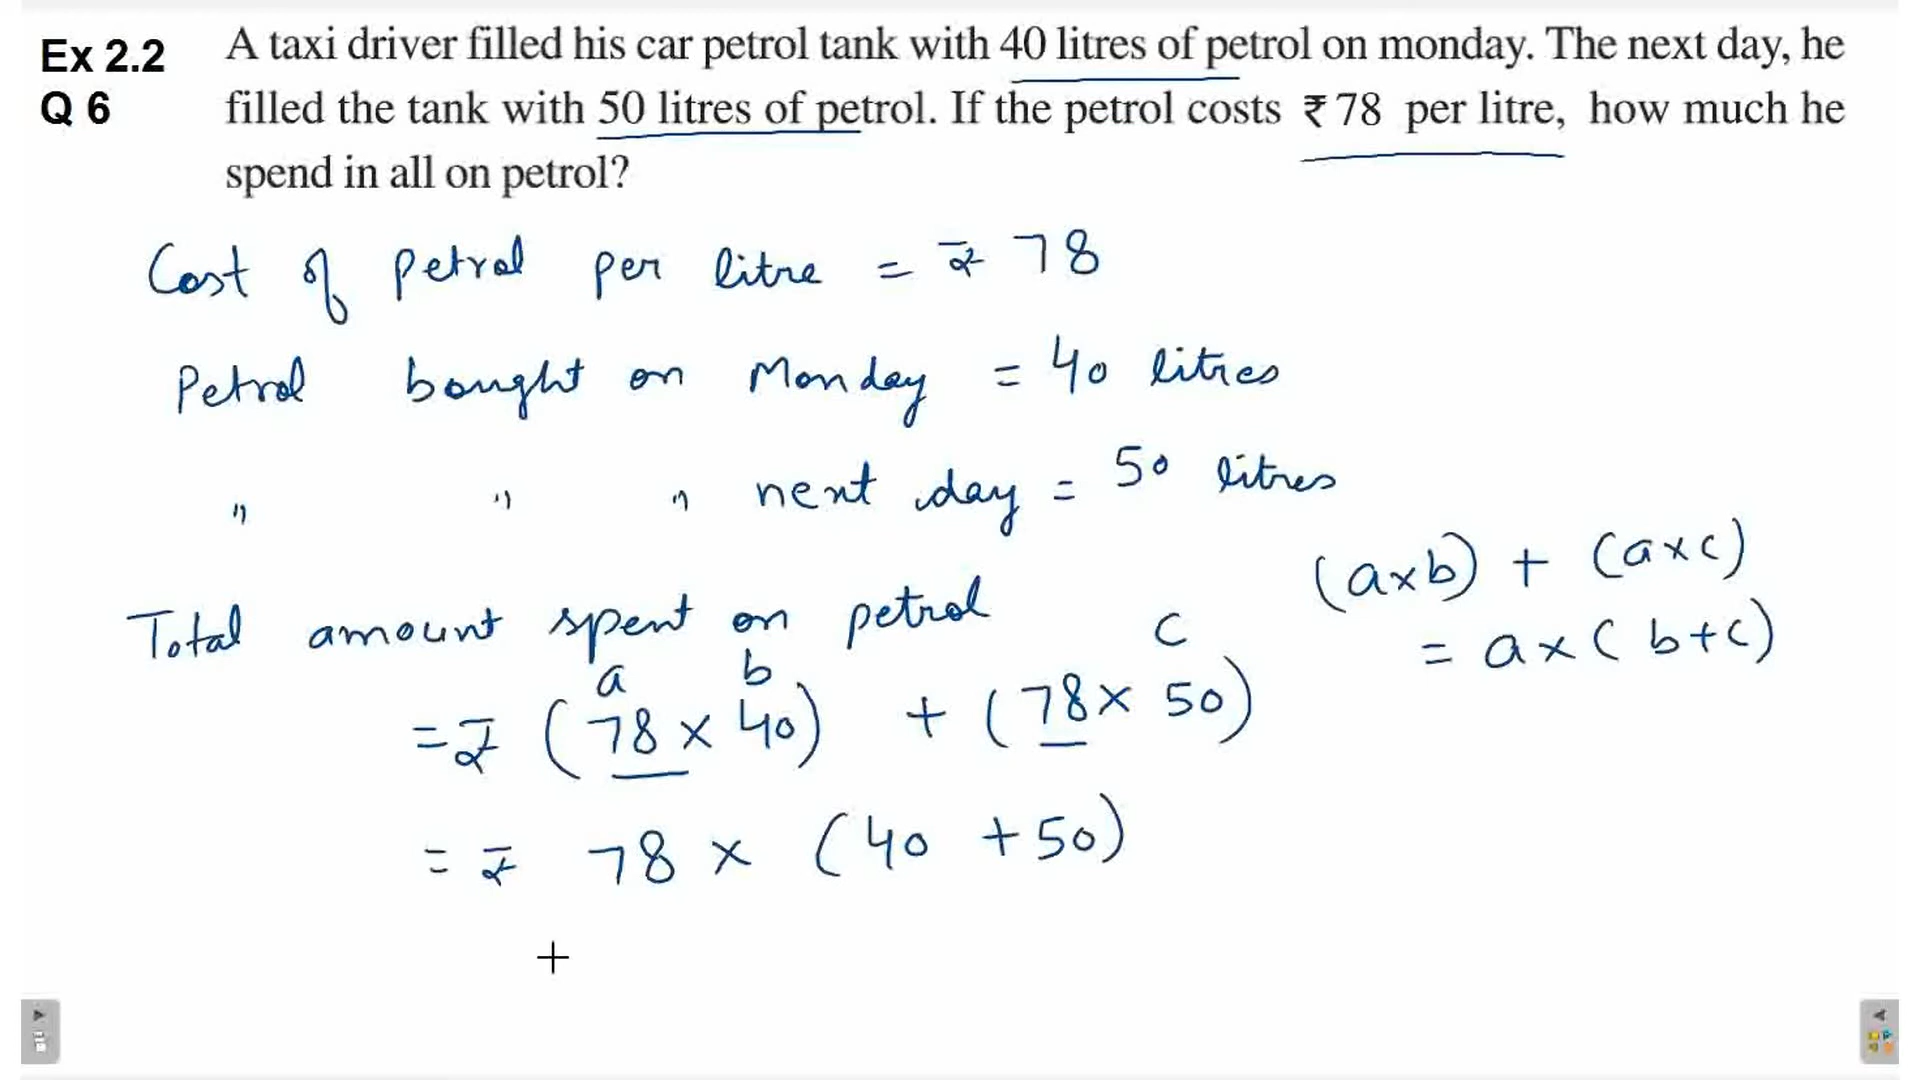 Ex 2.2
Q 6
A taxi driver filled his car petrol tank with 40 litres of petrol on monday. The next day, he
filled the tank with 50 litres of petrol. If the petrol costs ₹ 78 per litre, how much he
spend in all on petrol?
Cost of petrol per litre = ₹ 78
Petrol bought on Monday = 40 litres
" " " next day = 50 litres
(a×b) + (a×c)
= a×(b+c)
Total amount spent on petrol
a b c
= ₹ (78 × 40) + (78 × 50)
= ₹ 78 × (40 + 50)